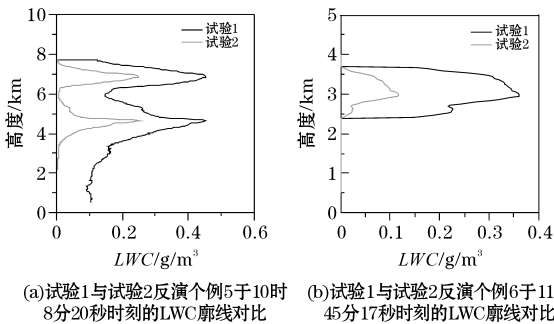 10
8
6
4
2
0
高度/km
试验1
试验2
0
0.2
0.4
0.6
LWC/g/m³
5
4
3
2
1
0
高度/km
试验1
试验2
0
0.1
0.2
0.3
0.4
LWC/g/m³
(a)试验1与试验2反演个例5于10时
8分20秒时刻的LWC廓线对比
(b)试验1与试验2反演个例6于11
45分17秒时刻的LWC廓线对比